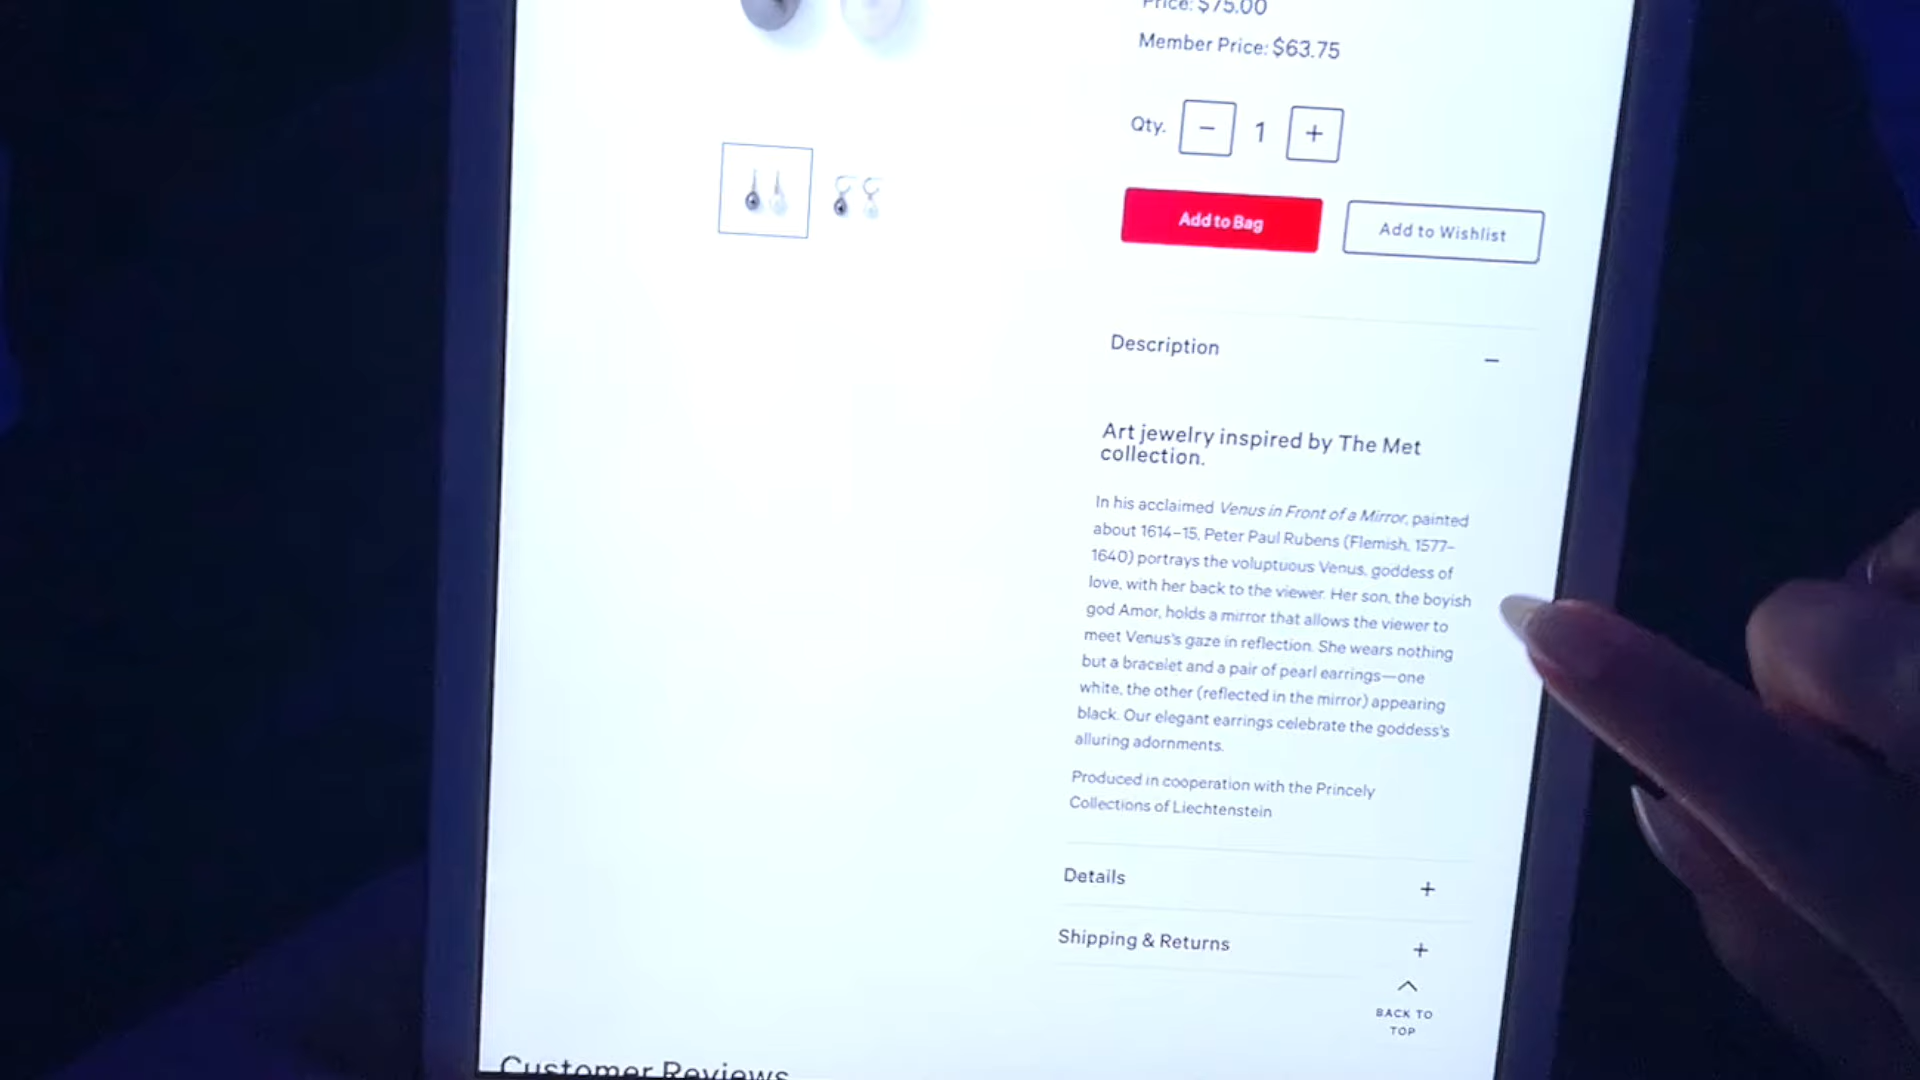 Price: $75.00
Member Price: $63.75
Qty. − 1 +
Add to Bag
Add to Wishlist
Description −
Art jewelry inspired by The Met
collection.
In his acclaimed Venus in Front of a Mirror, painted
about 1614–15, Peter Paul Rubens (Flemish, 1577–
1640) portrays the voluptuous Venus, goddess of
love, with her back to the viewer. Her son, the boyish
god Amor, holds a mirror that allows the viewer to
meet Venus's gaze in reflection. She wears nothing
but a bracelet and a pair of pearl earrings—one
white, the other (reflected in the mirror) appearing
black. Our elegant earrings celebrate the goddess's
alluring adornments.
Produced in cooperation with the Princely
Collections of Liechtenstein
Details +
Shipping & Returns +
BACK TO
TOP
Customer Reviews